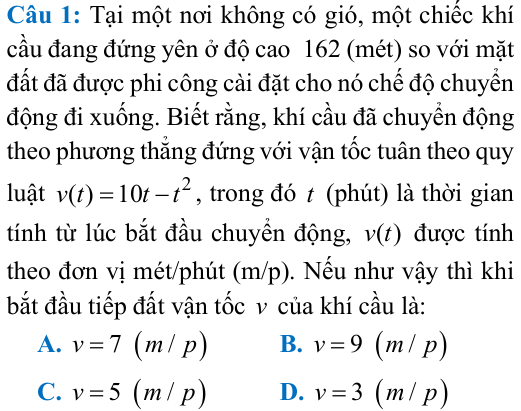 Câu 1: Tại một nơi không có gió, một chiếc khí
cầu đang đứng yên ở độ cao 162 (mét) so với mặt
đất đã được phi công cài đặt cho nó chế độ chuyển
động đi xuống. Biết rằng, khí cầu đã chuyển động
theo phương thẳng đứng với vận tốc tuân theo quy
luật v(t) = 10t − t², trong đó t (phút) là thời gian
tính từ lúc bắt đầu chuyển động, v(t) được tính
theo đơn vị mét/phút (m/p). Nếu như vậy thì khi
bắt đầu tiếp đất vận tốc v của khí cầu là:
A. v = 7 (m / p) B. v = 9 (m / p)
C. v = 5 (m / p) D. v = 3 (m / p)